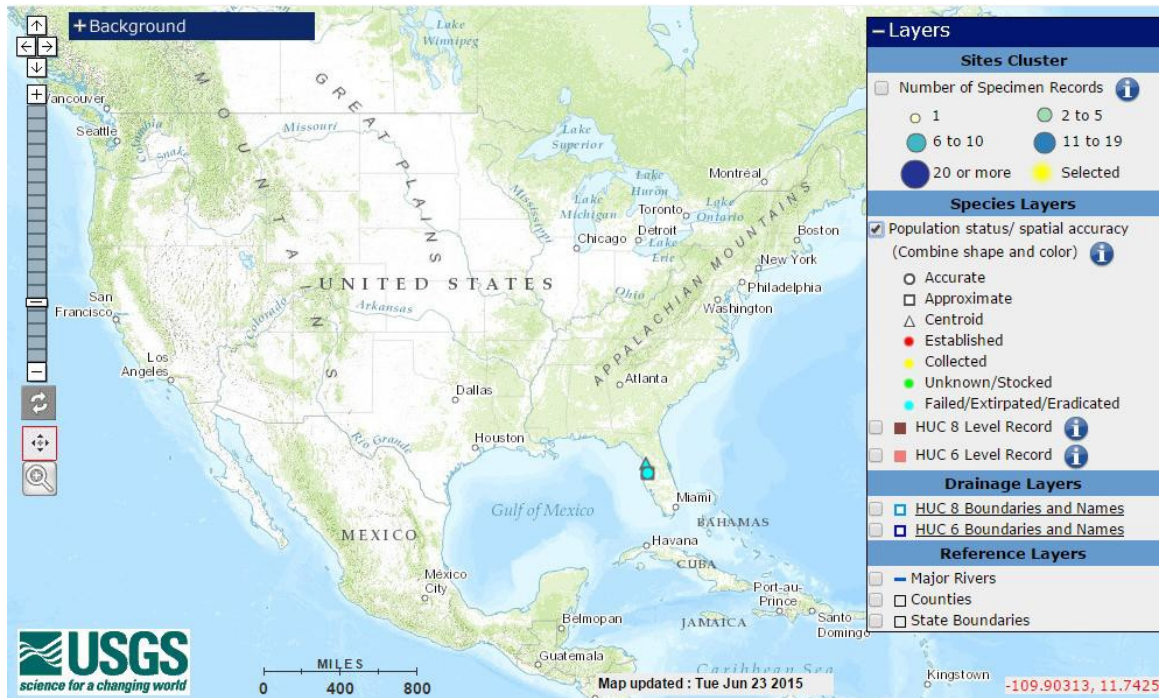 +Background
Lake
Winnipeg
Vancouver
Seattle
Columbia
Snake
Missouri
MOUNTAINS
GREAT PLAINS
Mississippi
Lake
Superior
Lake
Michigan
Lake
Huron
Lake
Ontario
Lake
Erie
Montréal
Toronto
Detroit
Chicago
Boston
New York
Philadelphia
Washington
APPALACHIAN MOUNTAINS
Ohio
UNITED STATES
Arkansas
Colorado
San
Francisco
Los
Angeles
Dallas
Atlanta
Houston
Rio Grande
Miami
Gulf of Mexico
BAHAMAS
Havana
CUBA
MÉXICO
México
City
Belmopan
Guatemala
JAMAICA
Port-au-
Prince
Santo
Domingo
Caribbean Sea
Kingstown
− Layers
Sites Cluster
Number of Specimen Records
1
2 to 5
6 to 10
11 to 19
20 or more
Selected
Species Layers
Population status/ spatial accuracy
(Combine shape and color)
Accurate
Approximate
Centroid
Established
Collected
Unknown/Stocked
Failed/Extirpated/Eradicated
HUC 8 Level Record
HUC 6 Level Record
Drainage Layers
HUC 8 Boundaries and Names
HUC 6 Boundaries and Names
Reference Layers
Major Rivers
Counties
State Boundaries
USGS
science for a changing world
MILES
0 400 800
Map updated : Tue Jun 23 2015
-109.90313, 11.7425